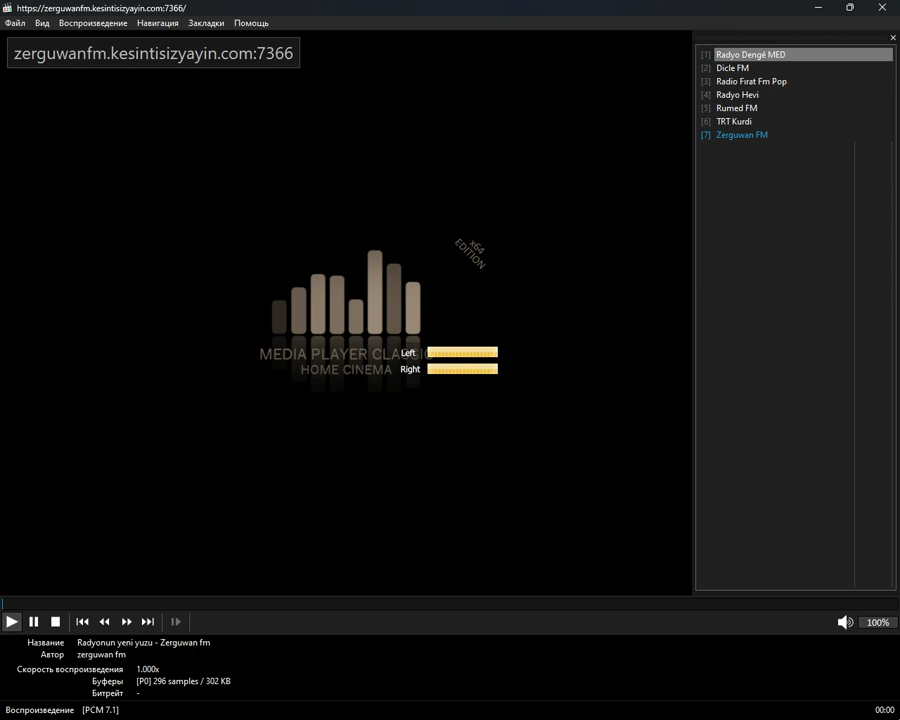 https://zerguwanfm.kesintisizyayin.com:7366/
Файл Вид Воспроизведение Навигация Закладки Помощь
zerguwanfm.kesintisizyayin.com:7366
[1] Radyo Dengê MED
[2] Dicle FM
[3] Radio Fırat Fm Pop
[4] Radyo Hevi
[5] Rumed FM
[6] TRT Kurdi
[7] Zerguwan FM
x64
EDITION
MEDIA PLAYER CLASSIC
HOME CINEMA
Left
Right
100%
Название Radyonun yeni yuzu - Zerguwan fm
Автор zerguwan fm
Скорость воспроизведения 1.000x
Буферы [P0] 296 samples / 302 KB
Битрейт -
Воспроизведение [PCM 7.1] 00:00